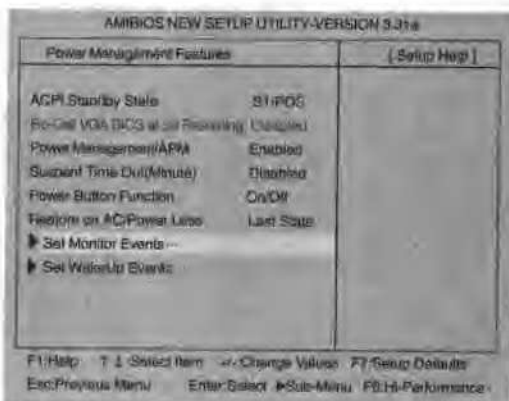 AMIBIOS NEW SETUP UTILITY-VERSION 3.31a
Power Management Features
[ Setup Help ]
ACPI Standby State S1/POS
Re-Call VGA BIOS at S3 Resuming Disabled
Power Management/APM Enabled
Suspend Time Out(Minute) Disabled
Power Button Function On/Off
Restore on AC/Power Loss Last State
▶ Set Monitor Events
▶ Set WakeUp Events
F1:Help ↑ ↓ :Select Item +/-:Change Values F7:Setup Defaults
Esc:Previous Menu Enter:Select ▶Sub-Menu F6:Hi-Performance